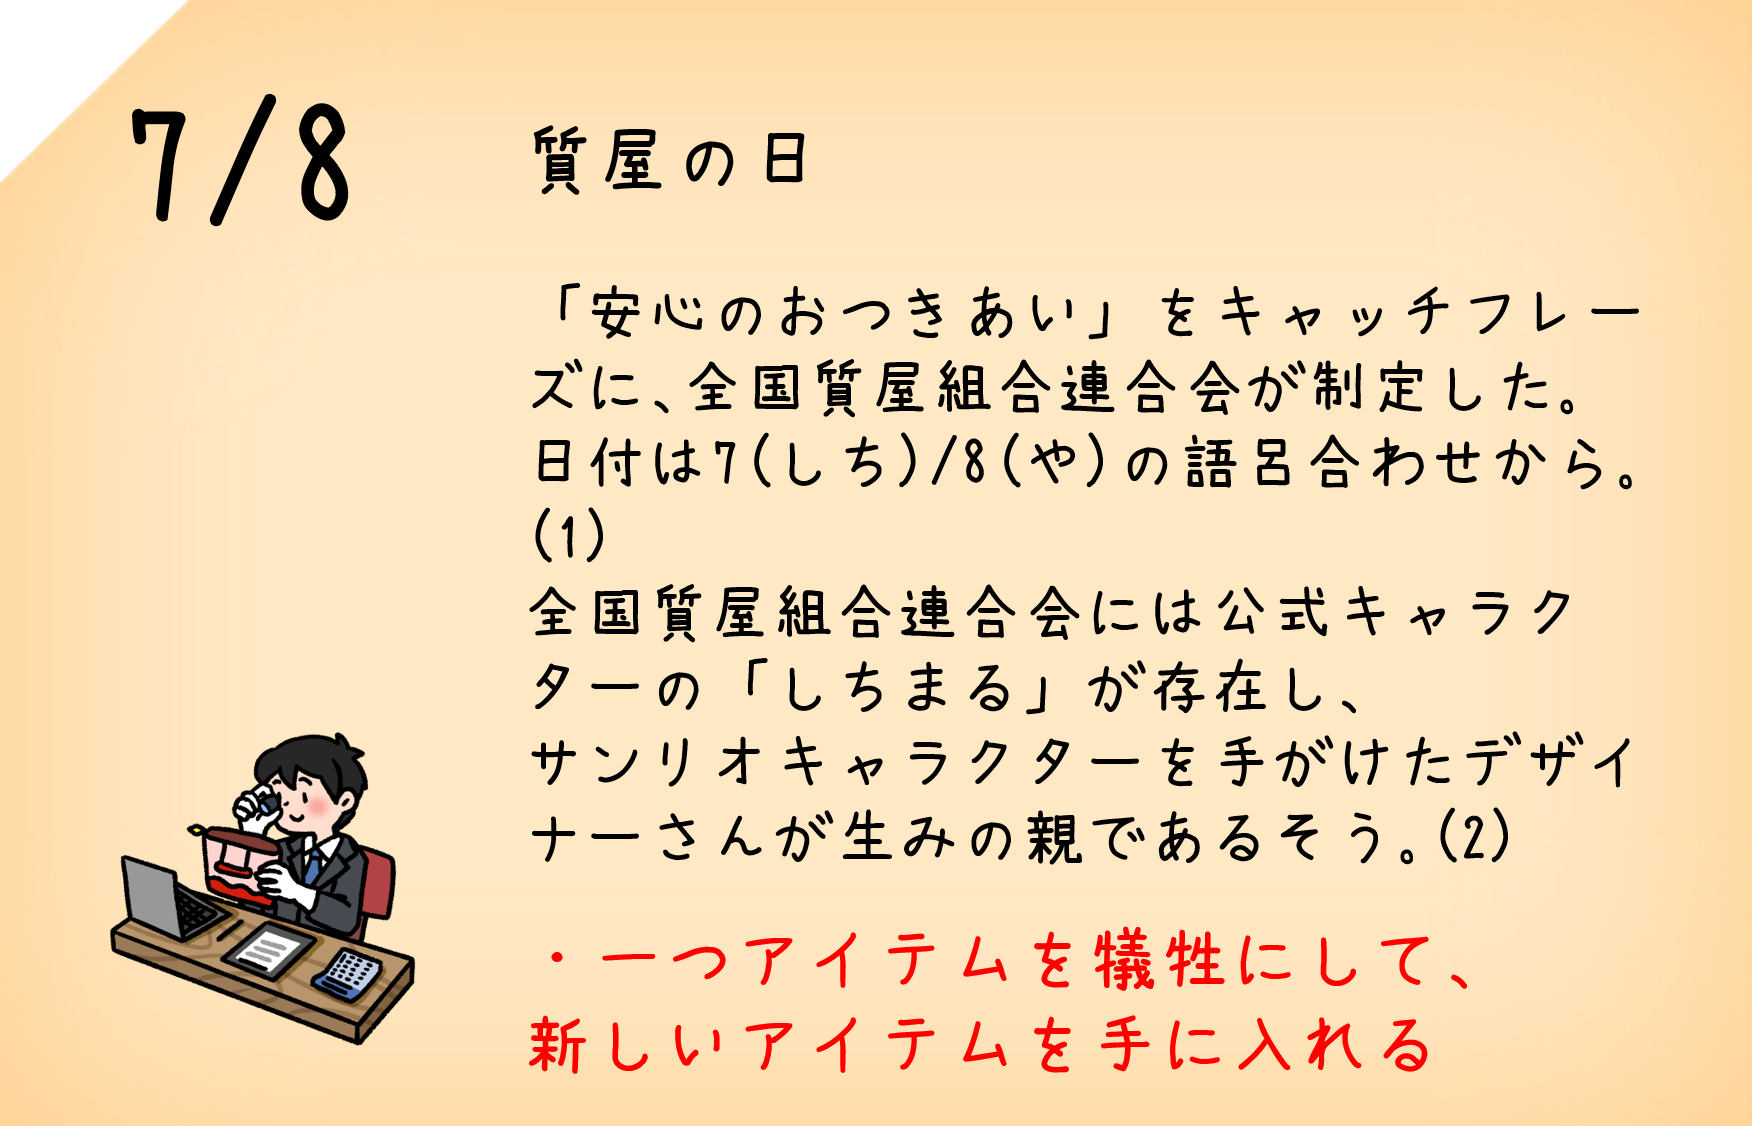 7/8
質屋の日
「安心のおつきあい」をキャッチフレー
ズに、全国質屋組合連合会が制定した。
日付は7(しち)/8(や)の語呂合わせから。
(1)
全国質屋組合連合会には公式キャラク
ターの「しちまる」が存在し、
サンリオキャラクターを手がけたデザイ
ナーさんが生みの親であるそう。(2)
・一つアイテムを犠牲にして、
新しいアイテムを手に入れる